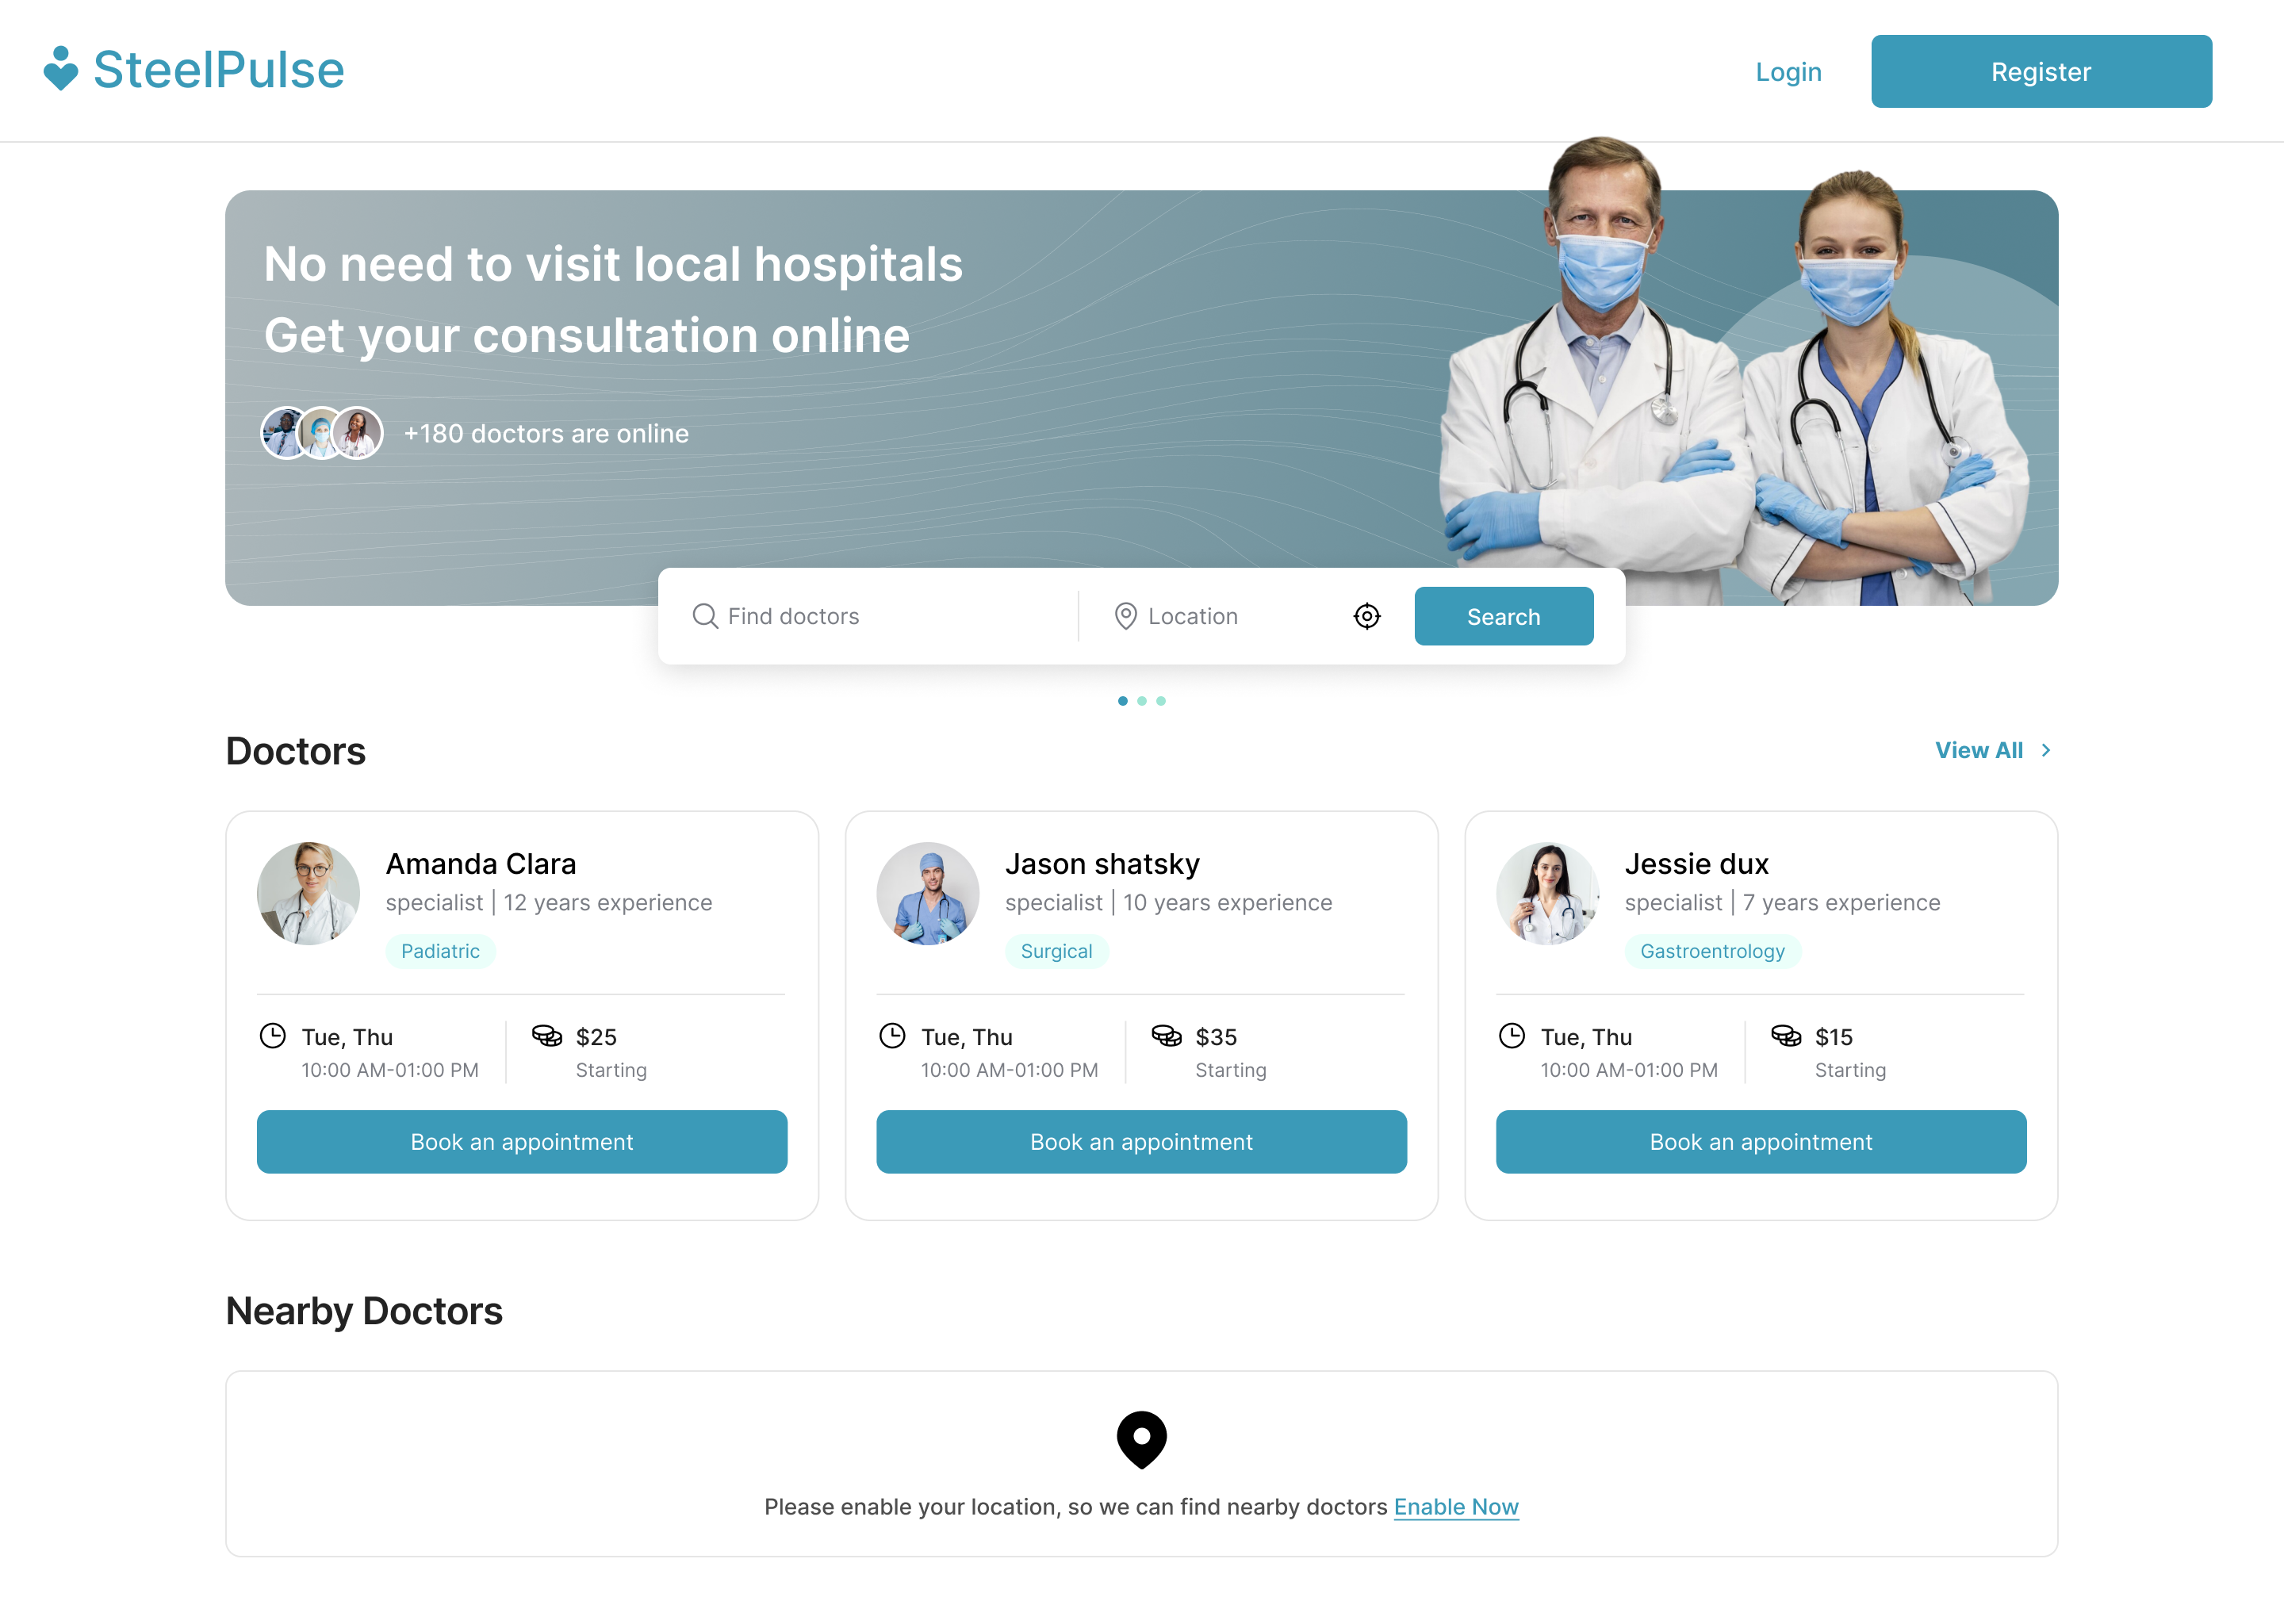 SteelPulse
Login
Register
No need to visit local hospitals
Get your consultation online
+180 doctors are online
Find doctors
Location
Search
Doctors
View All
Amanda Clara
specialist | 12 years experience
Padiatric
Tue, Thu
10:00 AM-01:00 PM
$25
Starting
Book an appointment
Jason shatsky
specialist | 10 years experience
Surgical
Tue, Thu
10:00 AM-01:00 PM
$35
Starting
Book an appointment
Jessie dux
specialist | 7 years experience
Gastroentrology
Tue, Thu
10:00 AM-01:00 PM
$15
Starting
Book an appointment
Nearby Doctors
Please enable your location, so we can find nearby doctors Enable Now